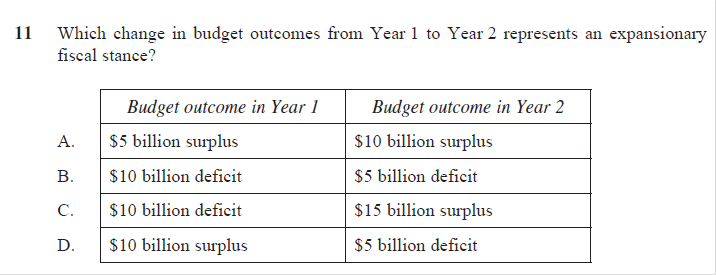 11 Which change in budget outcomes from Year 1 to Year 2 represents an expansionary
fiscal stance?
Budget outcome in Year 1 Budget outcome in Year 2
A. $5 billion surplus $10 billion surplus
B. $10 billion deficit $5 billion deficit
C. $10 billion deficit $15 billion surplus
D. $10 billion surplus $5 billion deficit